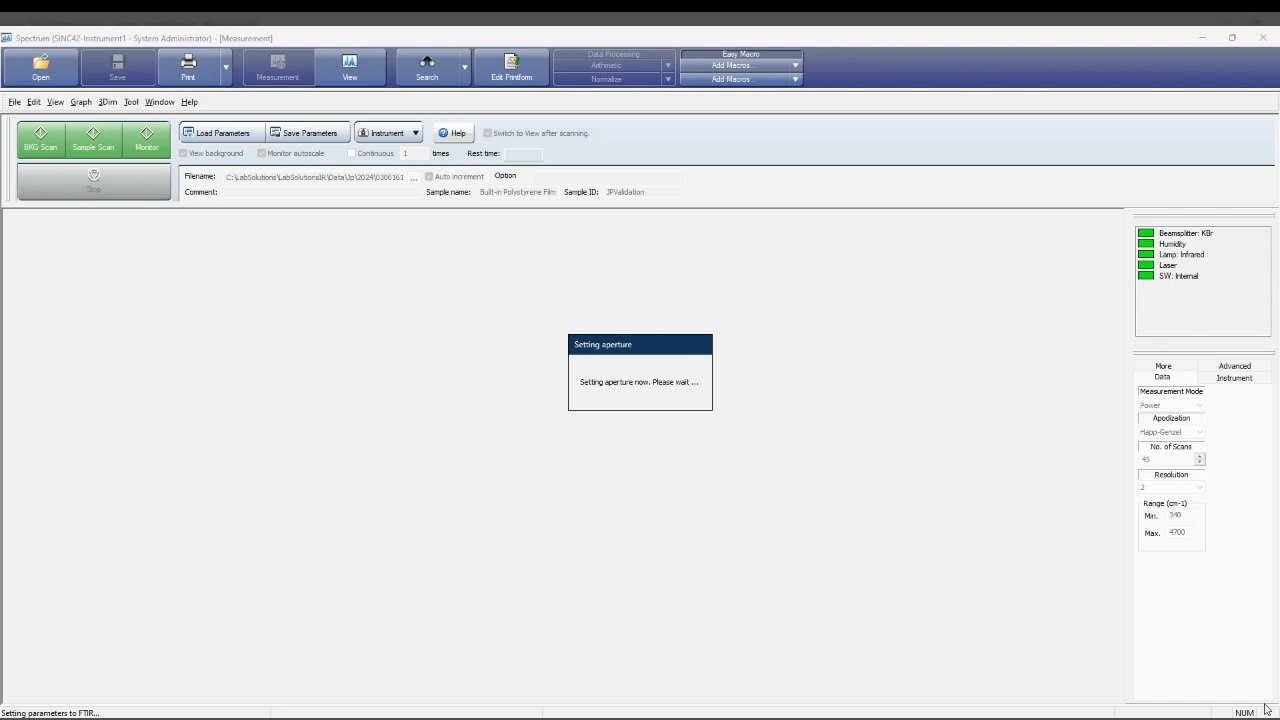 Spectrum (SINC42-Instrument1 - System Administrator) - [Measurement]
Open Save Print Measurement View Search Edit Printform
Data Processing
Arithmetic
Normalize
Easy Macro
Add Macros...
Add Macros...
File Edit View Graph 3Dim Tool Window Help
BKG Scan Sample Scan Monitor
Stop
Load Parameters Save Parameters Instrument Help Switch to View after scanning.
View background Monitor autoscale Continuous 1 times Rest time:
Filename: C:\LabSolutions\LabSolutionsIR\Data\Jp\2024\0306161 ... Auto increment Option
Comment: Sample name: Built-in Polystyrene Film Sample ID: JPValidation
Beamsplitter: KBr
Humidity
Lamp: Infrared
Laser
SW: Internal
Setting aperture
Setting aperture now. Please wait ...
More Advanced
Data Instrument
Measurement Mode
Power
Apodization
Happ-Genzel
No. of Scans
45
Resolution
2
Range (cm-1)
Min. 340
Max. 4700
Setting parameters to FTIR...
NUM